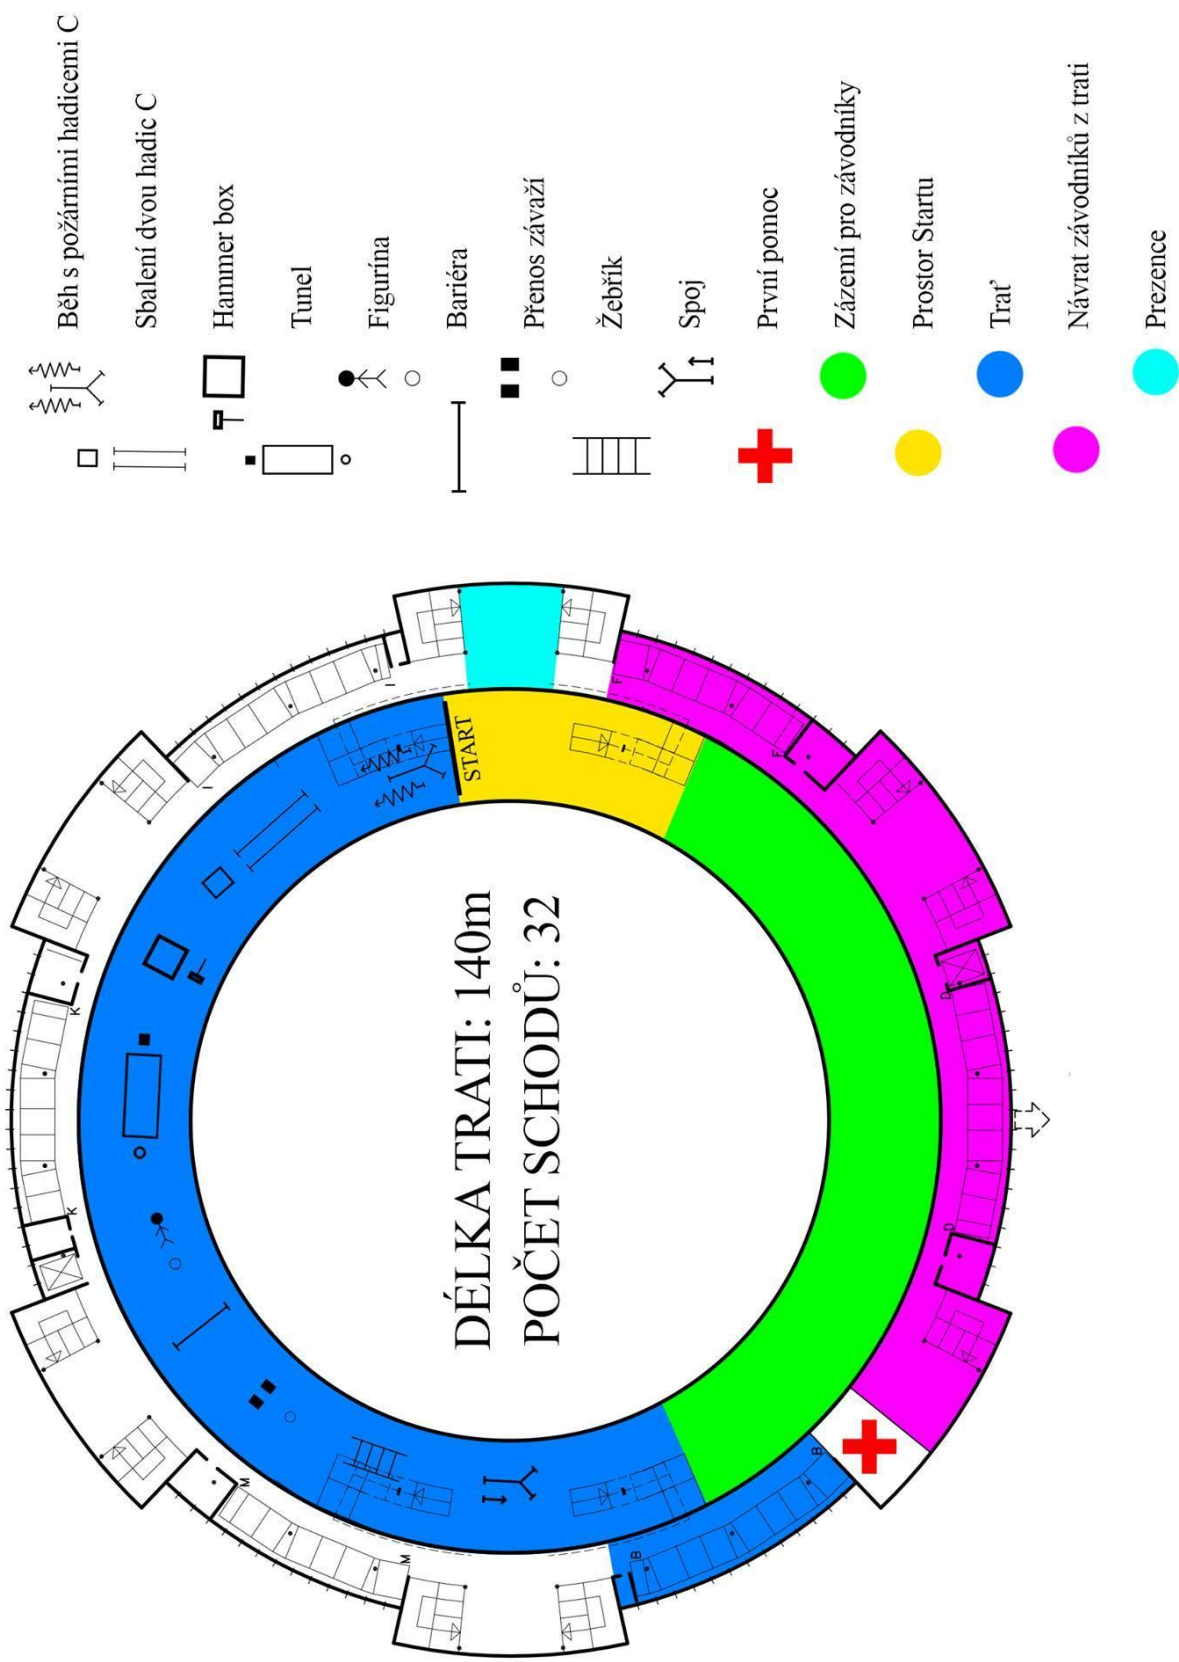 Běh s požárními hadicemi C
Sbalení dvou hadic C
Hammer box
Tunel
Figurína
Bariéra
Přenos závaží
Žebřík
Spoj
První pomoc
Zázemí pro závodníky
Prostor Startu
Trať
Návrat závodníků z trati
Prezence
START
DÉLKA TRATI: 140m
POČET SCHODŮ: 32
I
I
K
K
M
M
F
F
D
D
B
B